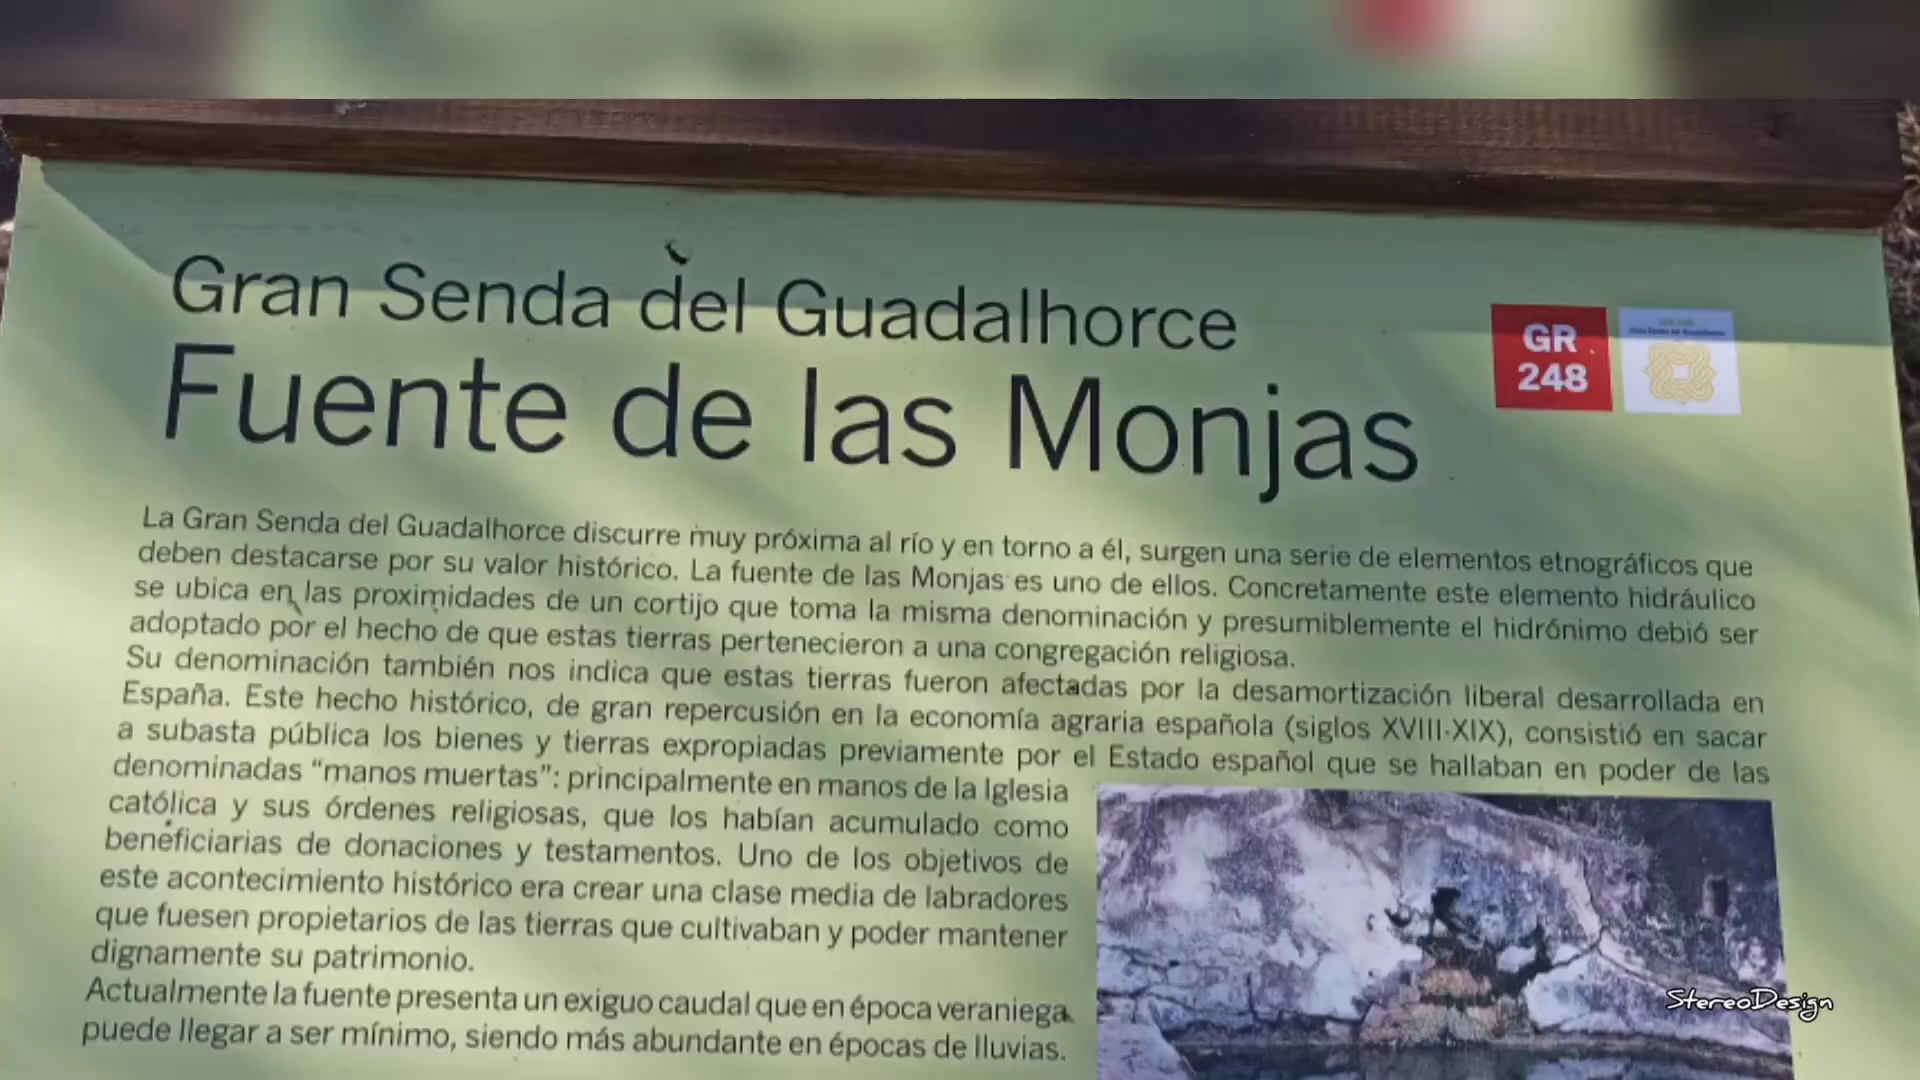 Gran Senda del Guadalhorce
Fuente de las Monjas
GR
248
La Gran Senda del Guadalhorce discurre muy próxima al río y en torno a él, surgen una serie de elementos etnográficos que
deben destacarse por su valor histórico. La fuente de las Monjas es uno de ellos. Concretamente este elemento hidráulico
se ubica en las proximidades de un cortijo que toma la misma denominación y presumiblemente el hidrónimo debió ser
adoptado por el hecho de que estas tierras pertenecieron a una congregación religiosa.
Su denominación también nos indica que estas tierras fueron afectadas por la desamortización liberal desarrollada en
España. Este hecho histórico, de gran repercusión en la economía agraria española (siglos XVIII-XIX), consistió en sacar
a subasta pública los bienes y tierras expropiadas previamente por el Estado español que se hallaban en poder de las
denominadas “manos muertas”: principalmente en manos de la Iglesia
católica y sus órdenes religiosas, que los habían acumulado como
beneficiarias de donaciones y testamentos. Uno de los objetivos de
este acontecimiento histórico era crear una clase media de labradores
que fuesen propietarios de las tierras que cultivaban y poder mantener
dignamente su patrimonio.
Actualmente la fuente presenta un exiguo caudal que en época veraniega
puede llegar a ser mínimo, siendo más abundante en épocas de lluvias.
StereoDesign